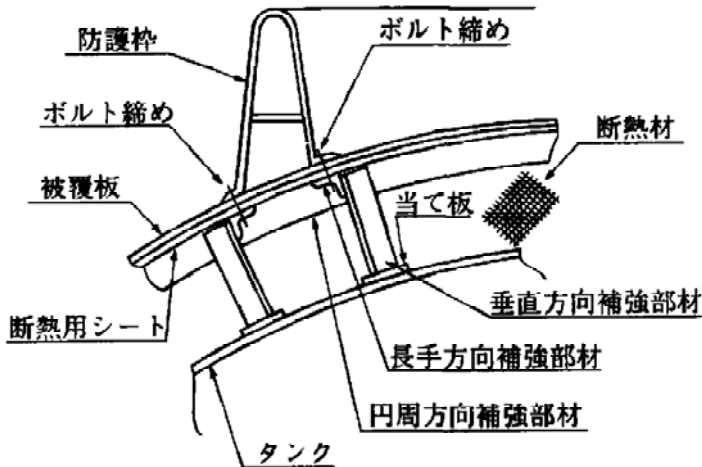 ボルト締め
防護枠
ボルト締め
断熱材
被覆板
当て板
垂直方向補強部材
断熱用シート
長手方向補強部材
円周方向補強部材
タンク